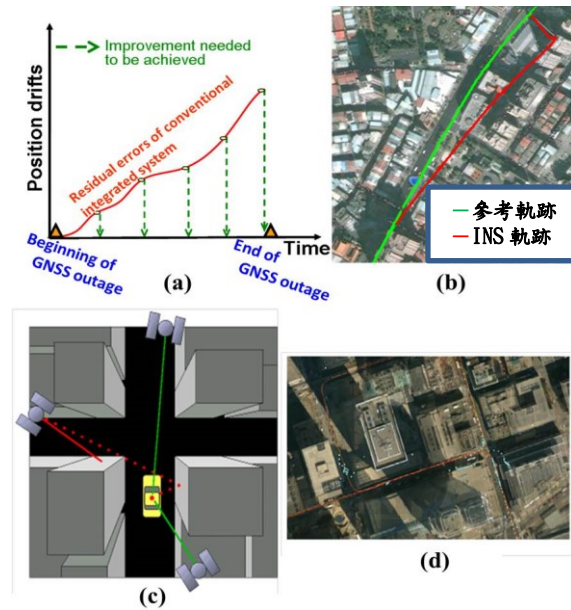 Improvement needed
to be achieved
Position drifts
Residual errors of conventional
integrated system
Time
Beginning of
GNSS outage
End of
GNSS outage
(a)
參考軌跡
INS 軌跡
(b)
(c)
(d)